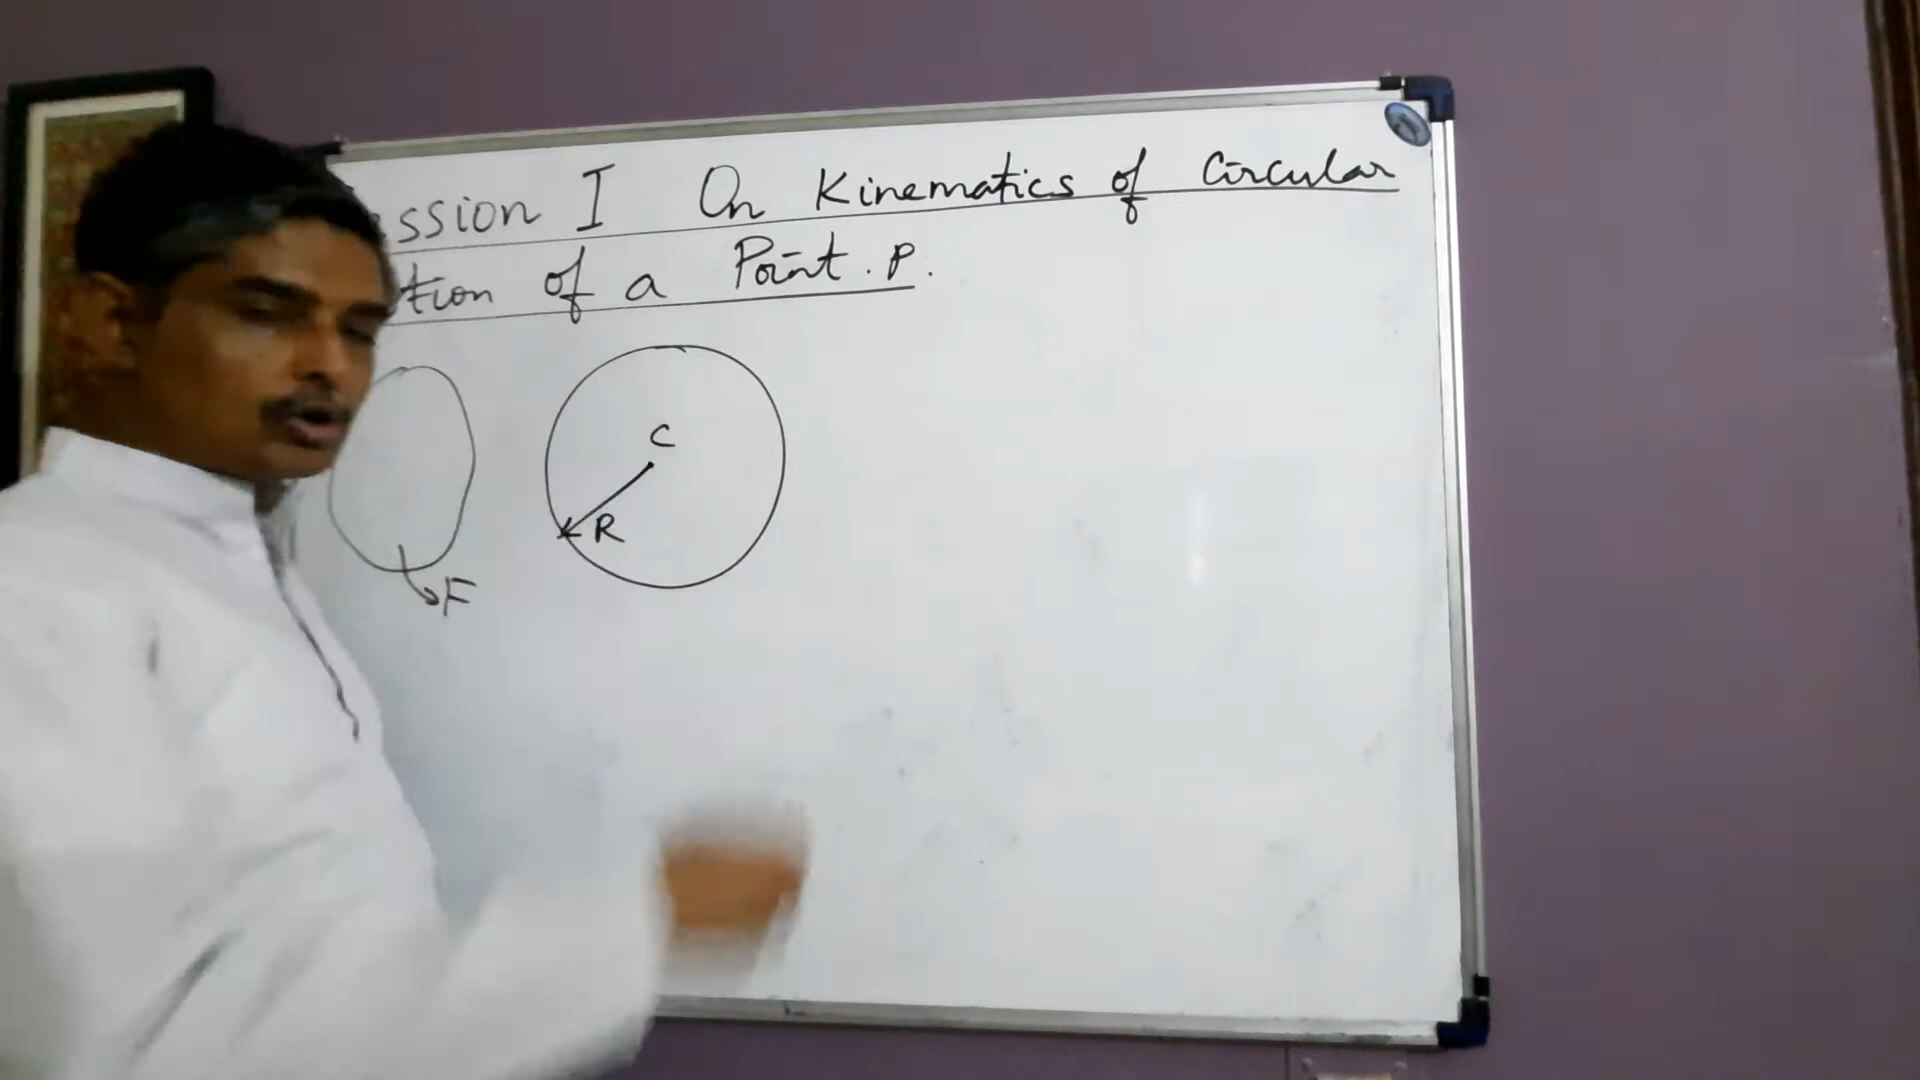 ssion I On Kinematics of Circular
tion of a Point. P.
C
R
F